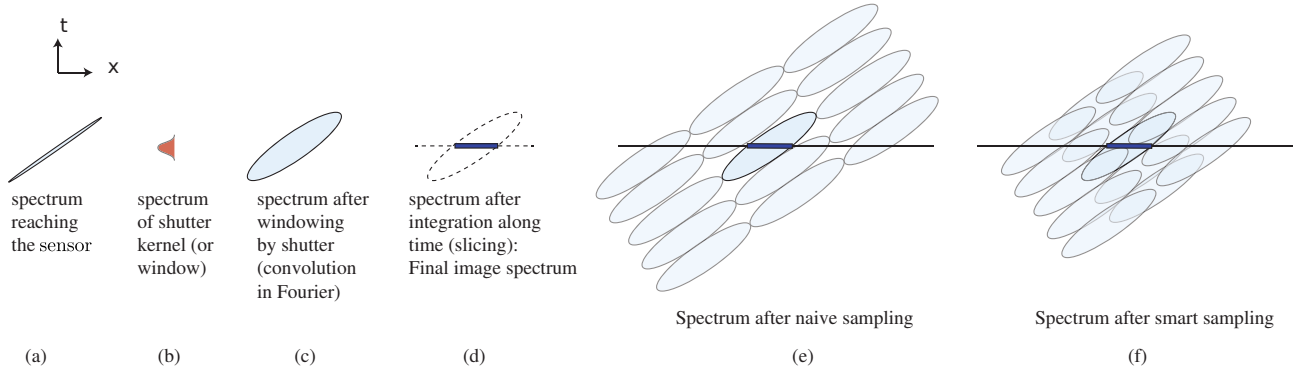 t
x
spectrum
reaching
the sensor
spectrum
of shutter
kernel (or
window)
spectrum after
windowing
by shutter
(convolution
in Fourier)
spectrum after
integration along
time (slicing):
Final image spectrum
Spectrum after naive sampling
Spectrum after smart sampling
(a)
(b)
(c)
(d)
(e)
(f)